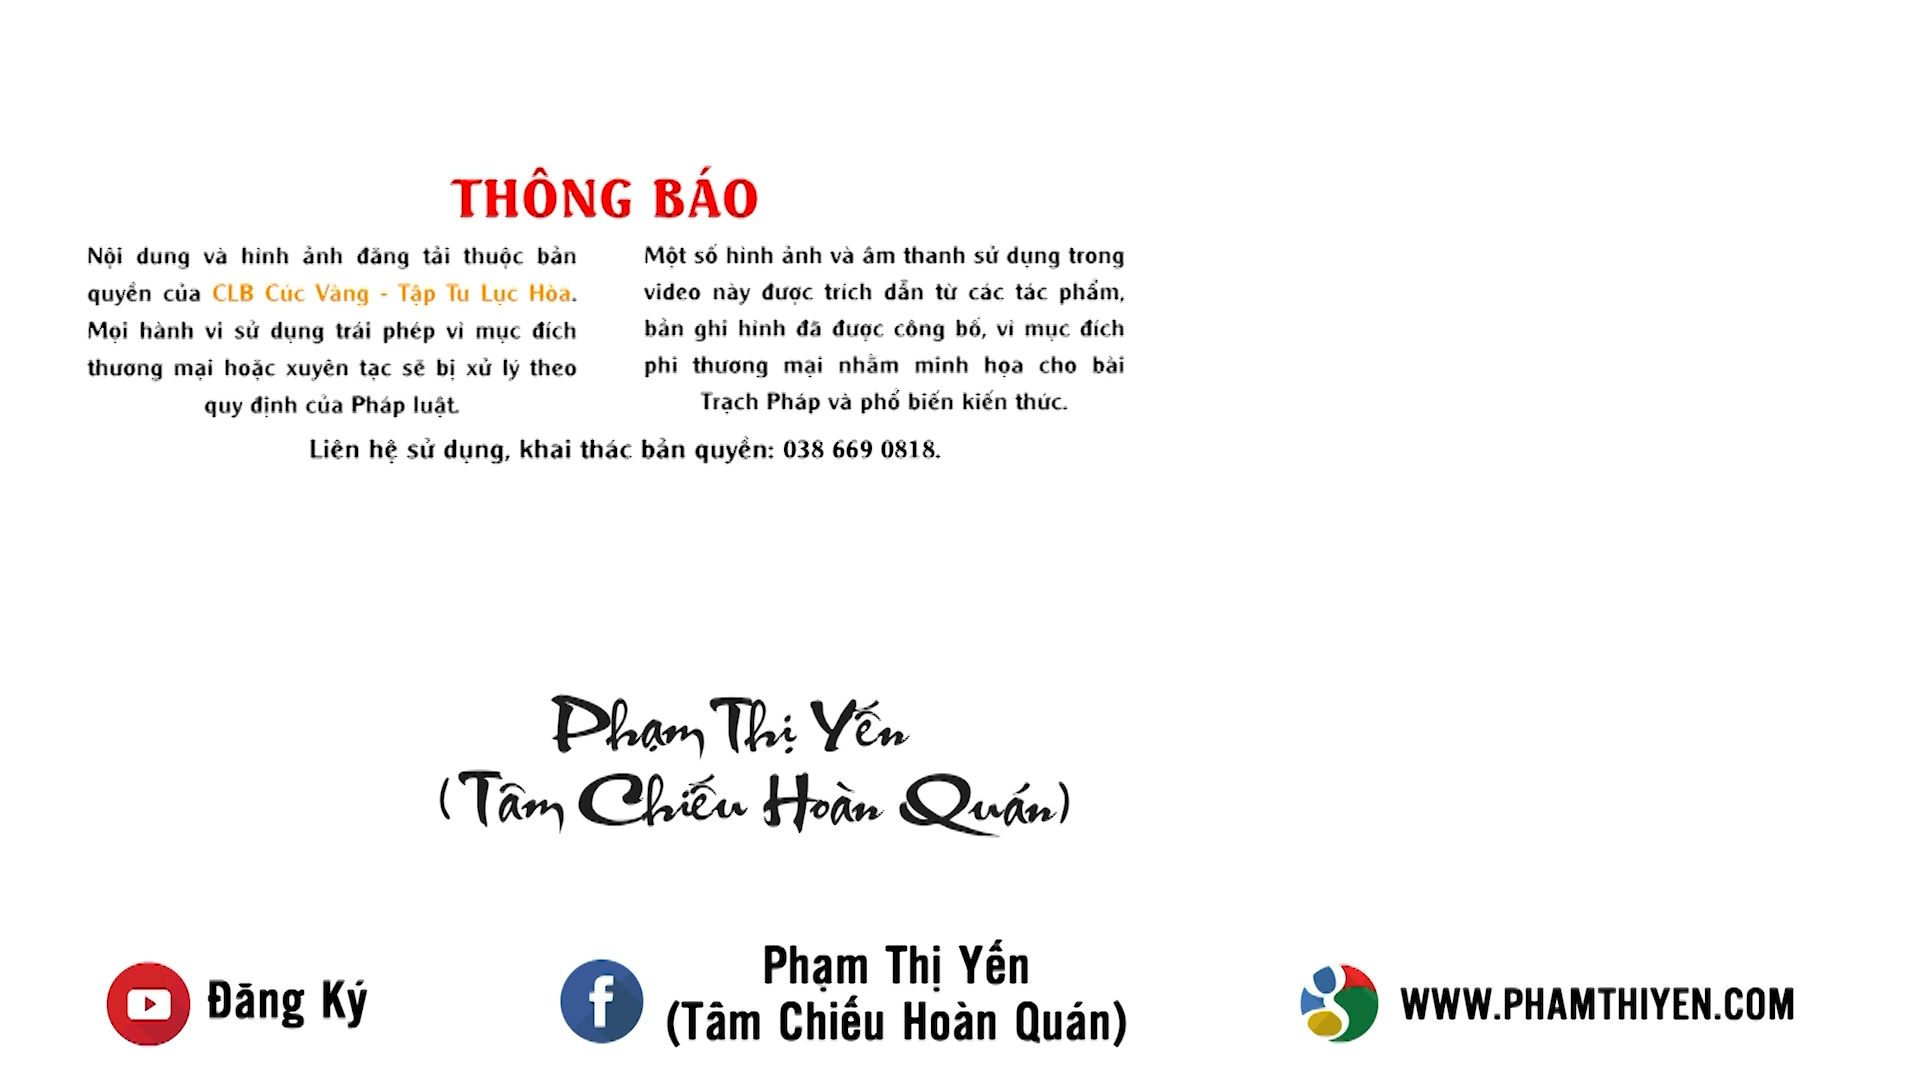 THÔNG BÁO
Nội dung và hình ảnh đăng tải thuộc bản
quyền của CLB Cúc Vàng - Tập Tu Lục Hòa.
Mọi hành vi sử dụng trái phép vì mục đích
thương mại hoặc xuyên tạc sẽ bị xử lý theo
quy định của Pháp luật.
Một số hình ảnh và âm thanh sử dụng trong
video này được trích dẫn từ các tác phẩm,
bản ghi hình đã được công bố, vì mục đích
phi thương mại nhằm minh họa cho bài
Trạch Pháp và phổ biến kiến thức.
Liên hệ sử dụng, khai thác bản quyền: 038 669 0818.
Phạm Thị Yến
(Tâm Chiếu Hoàn Quán)
Đăng Ký
Phạm Thị Yến
(Tâm Chiếu Hoàn Quán)
WWW.PHAMTHIYEN.COM